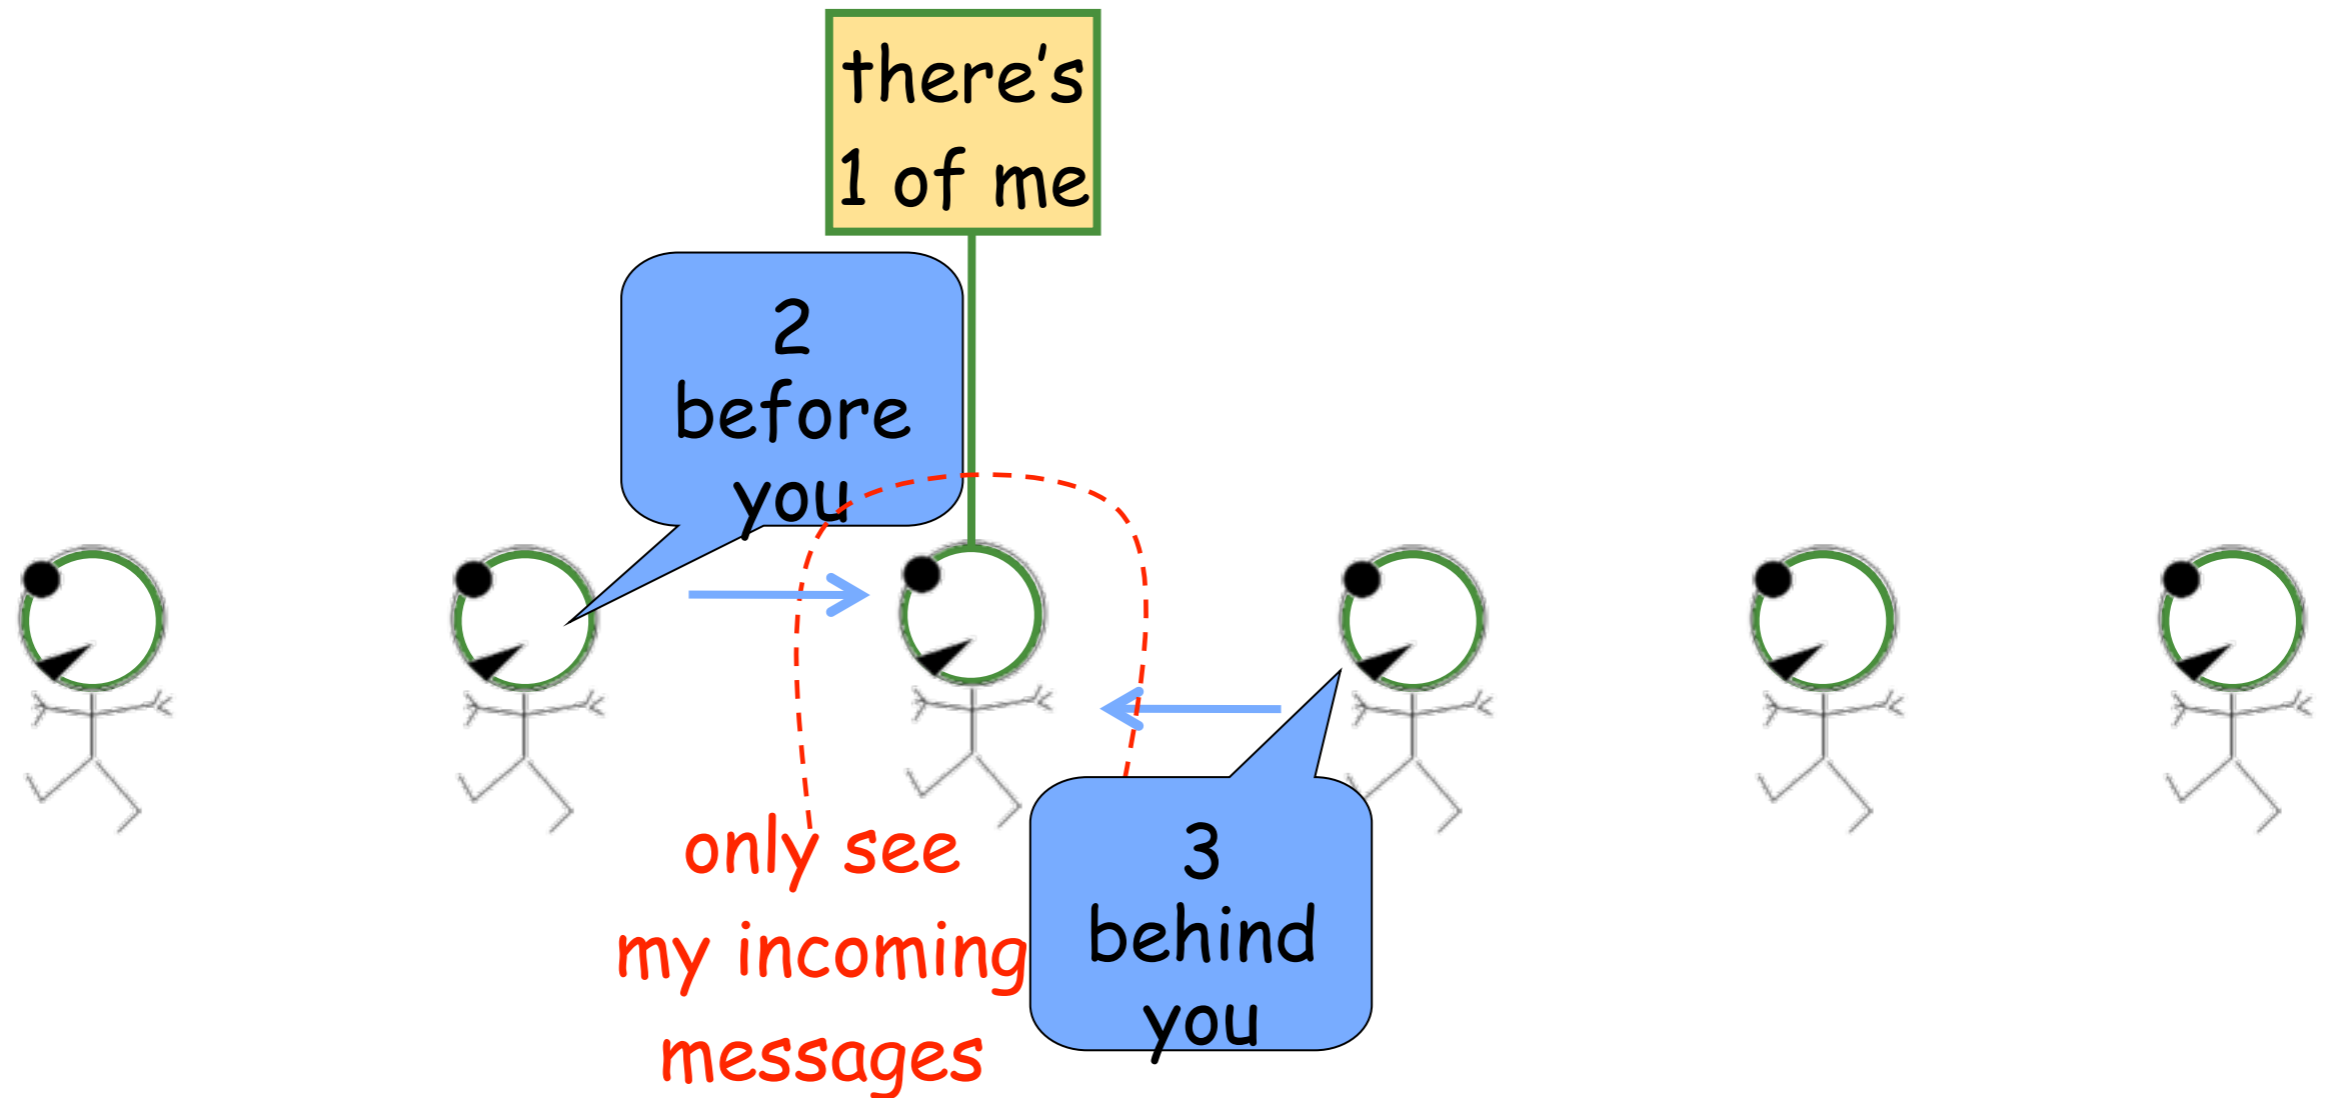 there's
1 of me
2
before
you
only see
my incoming
messages
3
behind
you